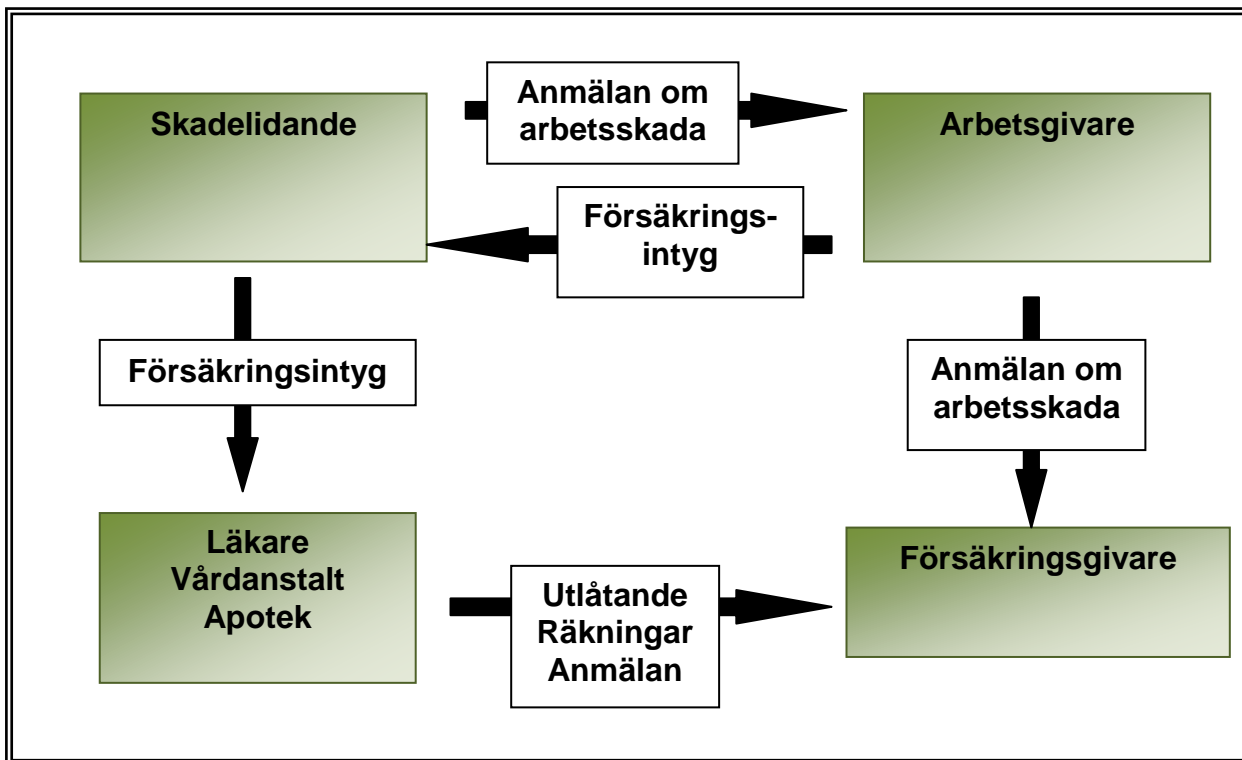 Skadelidande
Anmälan om
arbetsskada
Arbetsgivare
Försäkrings-
intyg
Försäkringsintyg
Anmälan om
arbetsskada
Läkare
Vårdanstalt
Apotek
Utlåtande
Räkningar
Anmälan
Försäkringsgivare